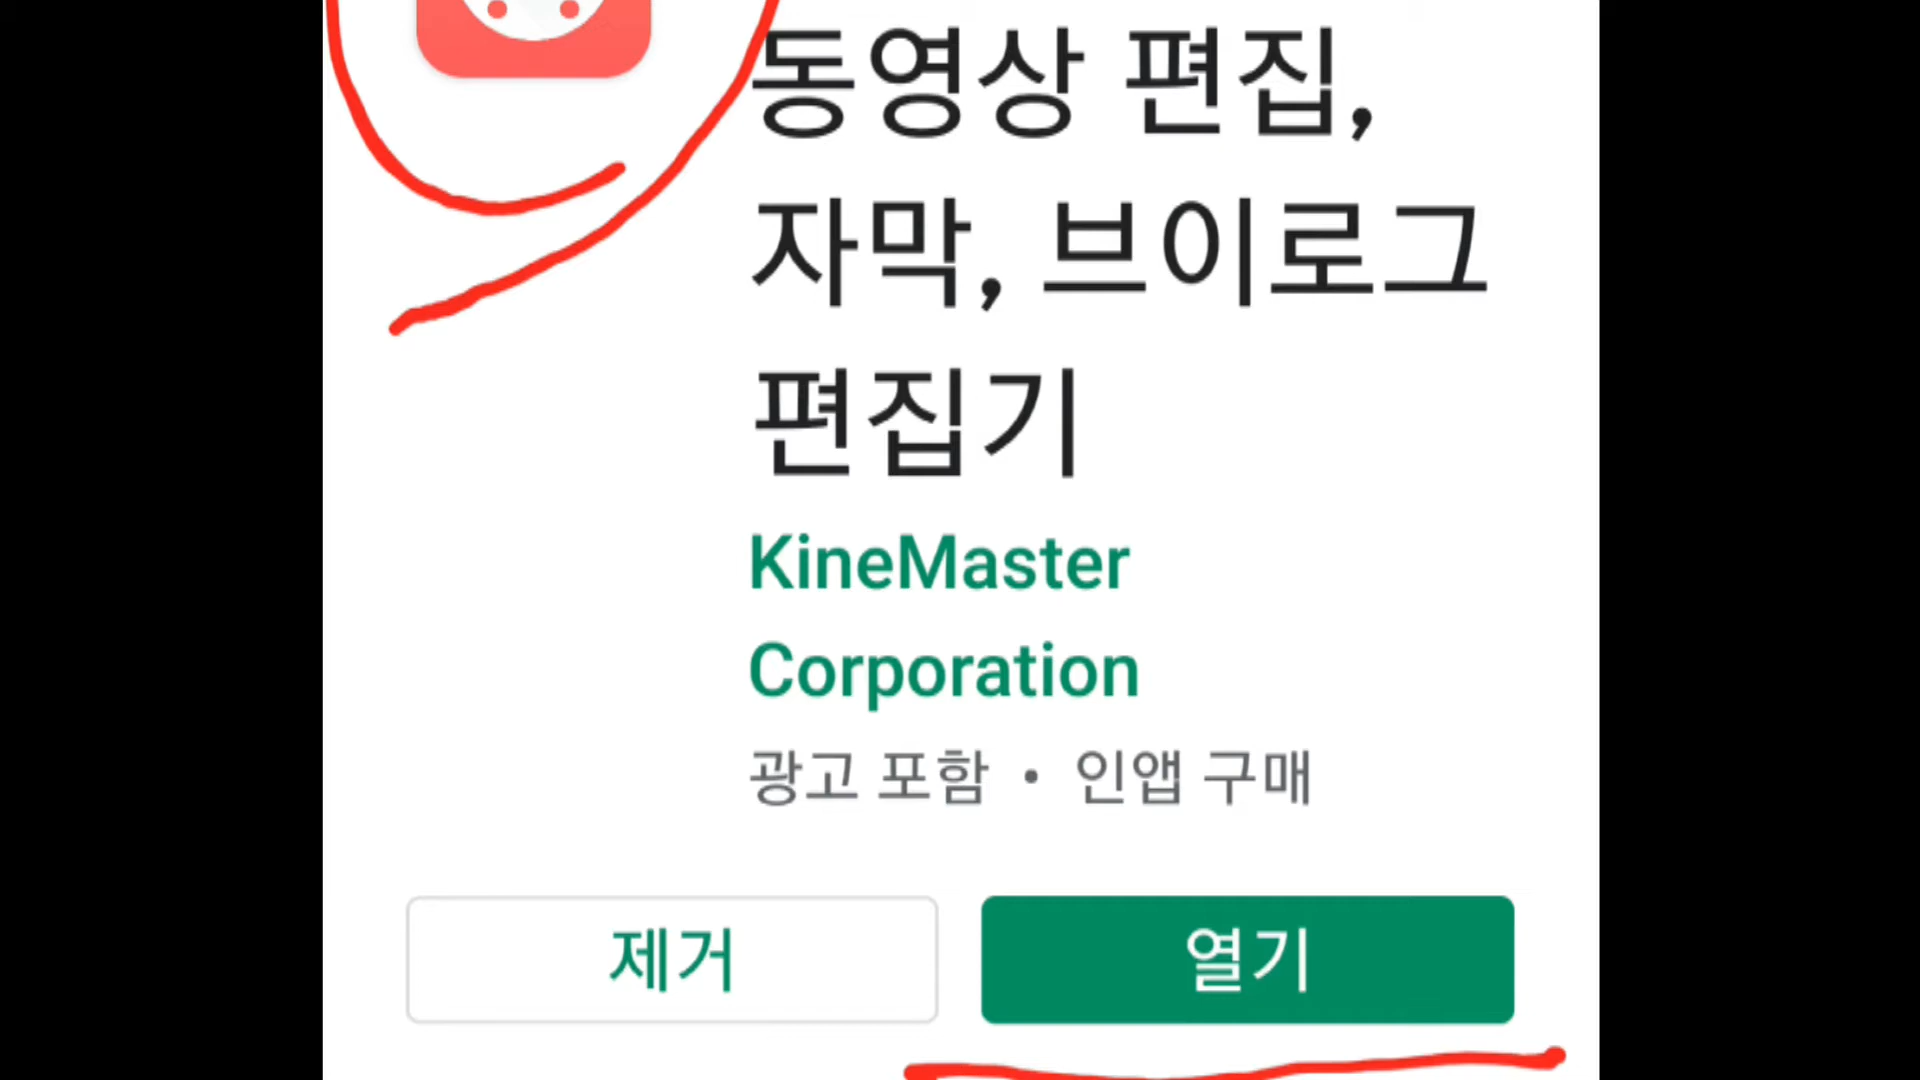 동영상 편집,
자막, 브이로그
편집기
KineMaster
Corporation
광고 포함 • 인앱 구매
제거
열기